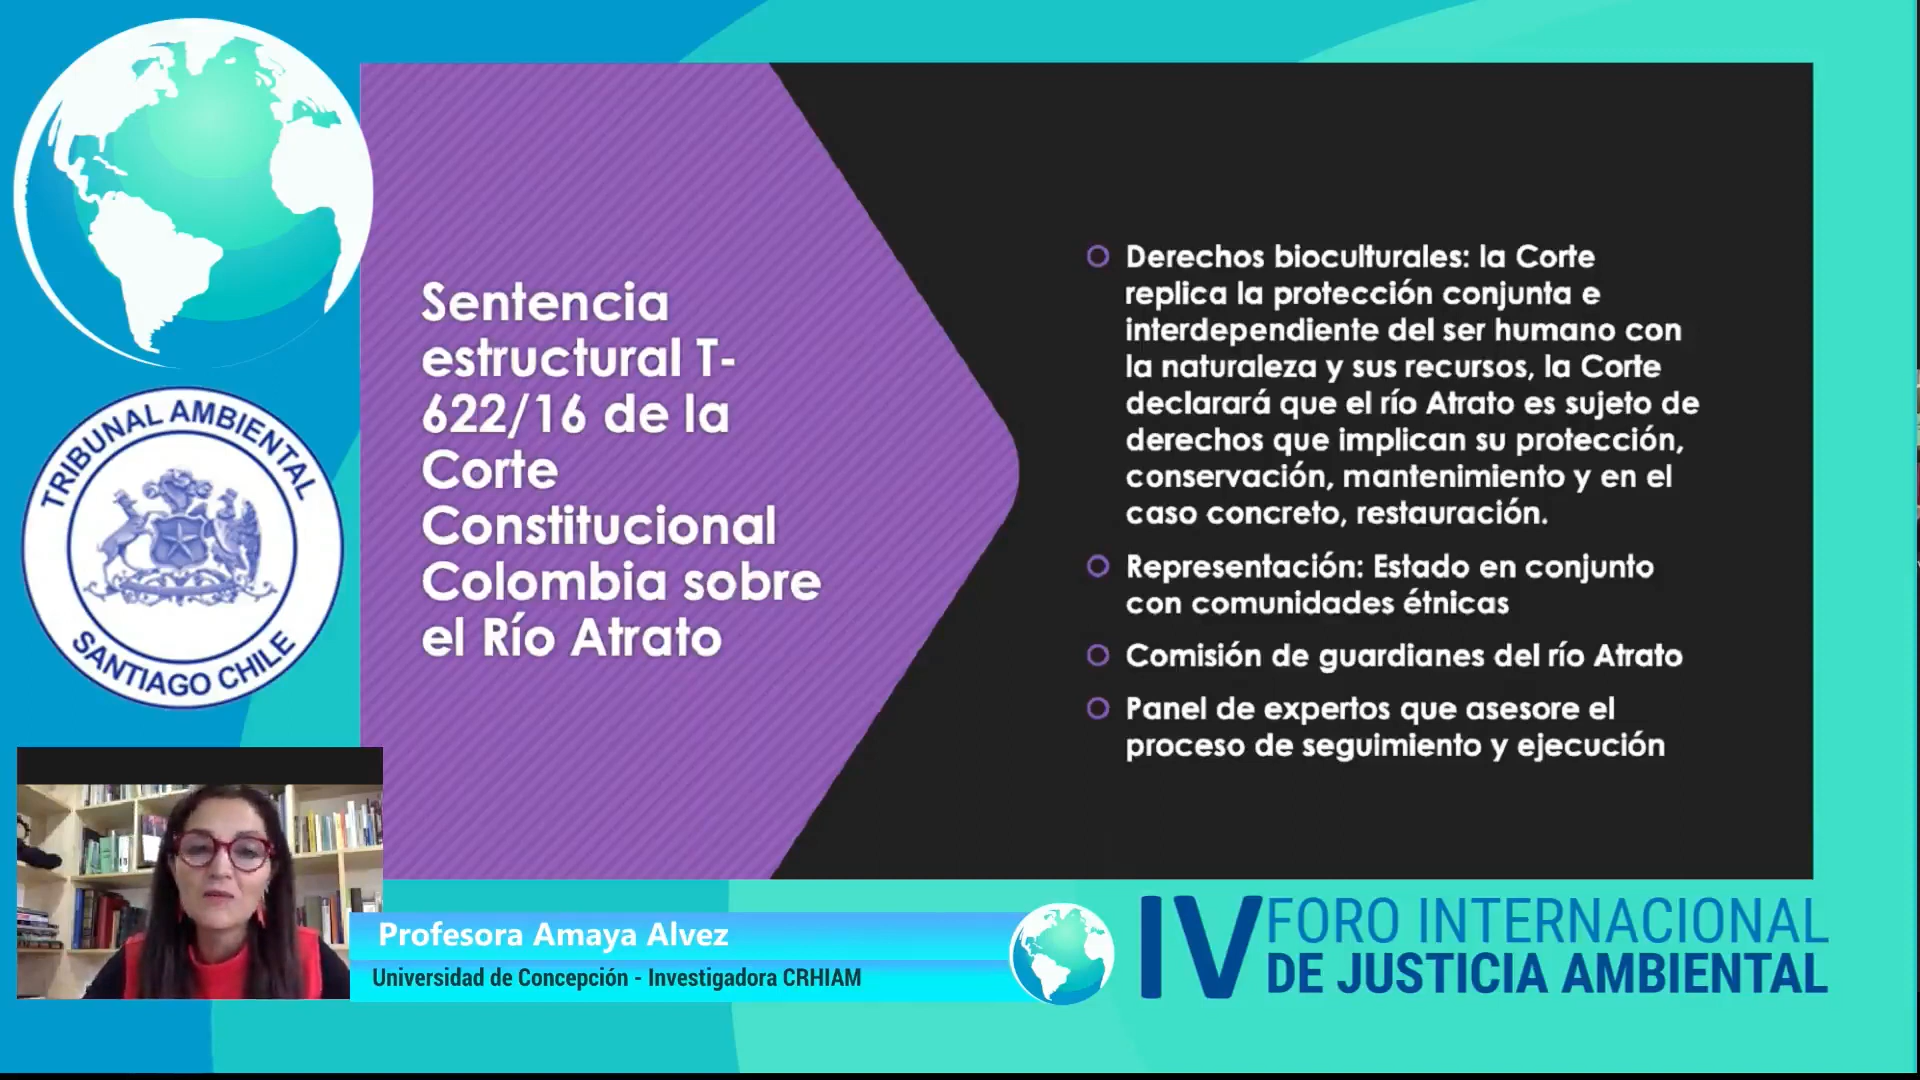 Sentencia
estructural T-
622/16 de la
Corte
Constitucional
Colombia sobre
el Río Atrato
Derechos bioculturales: la Corte
replica la protección conjunta e
interdependiente del ser humano con
la naturaleza y sus recursos, la Corte
declarará que el río Atrato es sujeto de
derechos que implican su protección,
conservación, mantenimiento y en el
caso concreto, restauración.
Representación: Estado en conjunto
con comunidades étnicas
Comisión de guardianes del río Atrato
Panel de expertos que asesore el
proceso de seguimiento y ejecución
TRIBUNAL AMBIENTAL
SANTIAGO CHILE
Profesora Amaya Alvez
Universidad de Concepción - Investigadora CRHIAM
IV FORO INTERNACIONAL
DE JUSTICIA AMBIENTAL